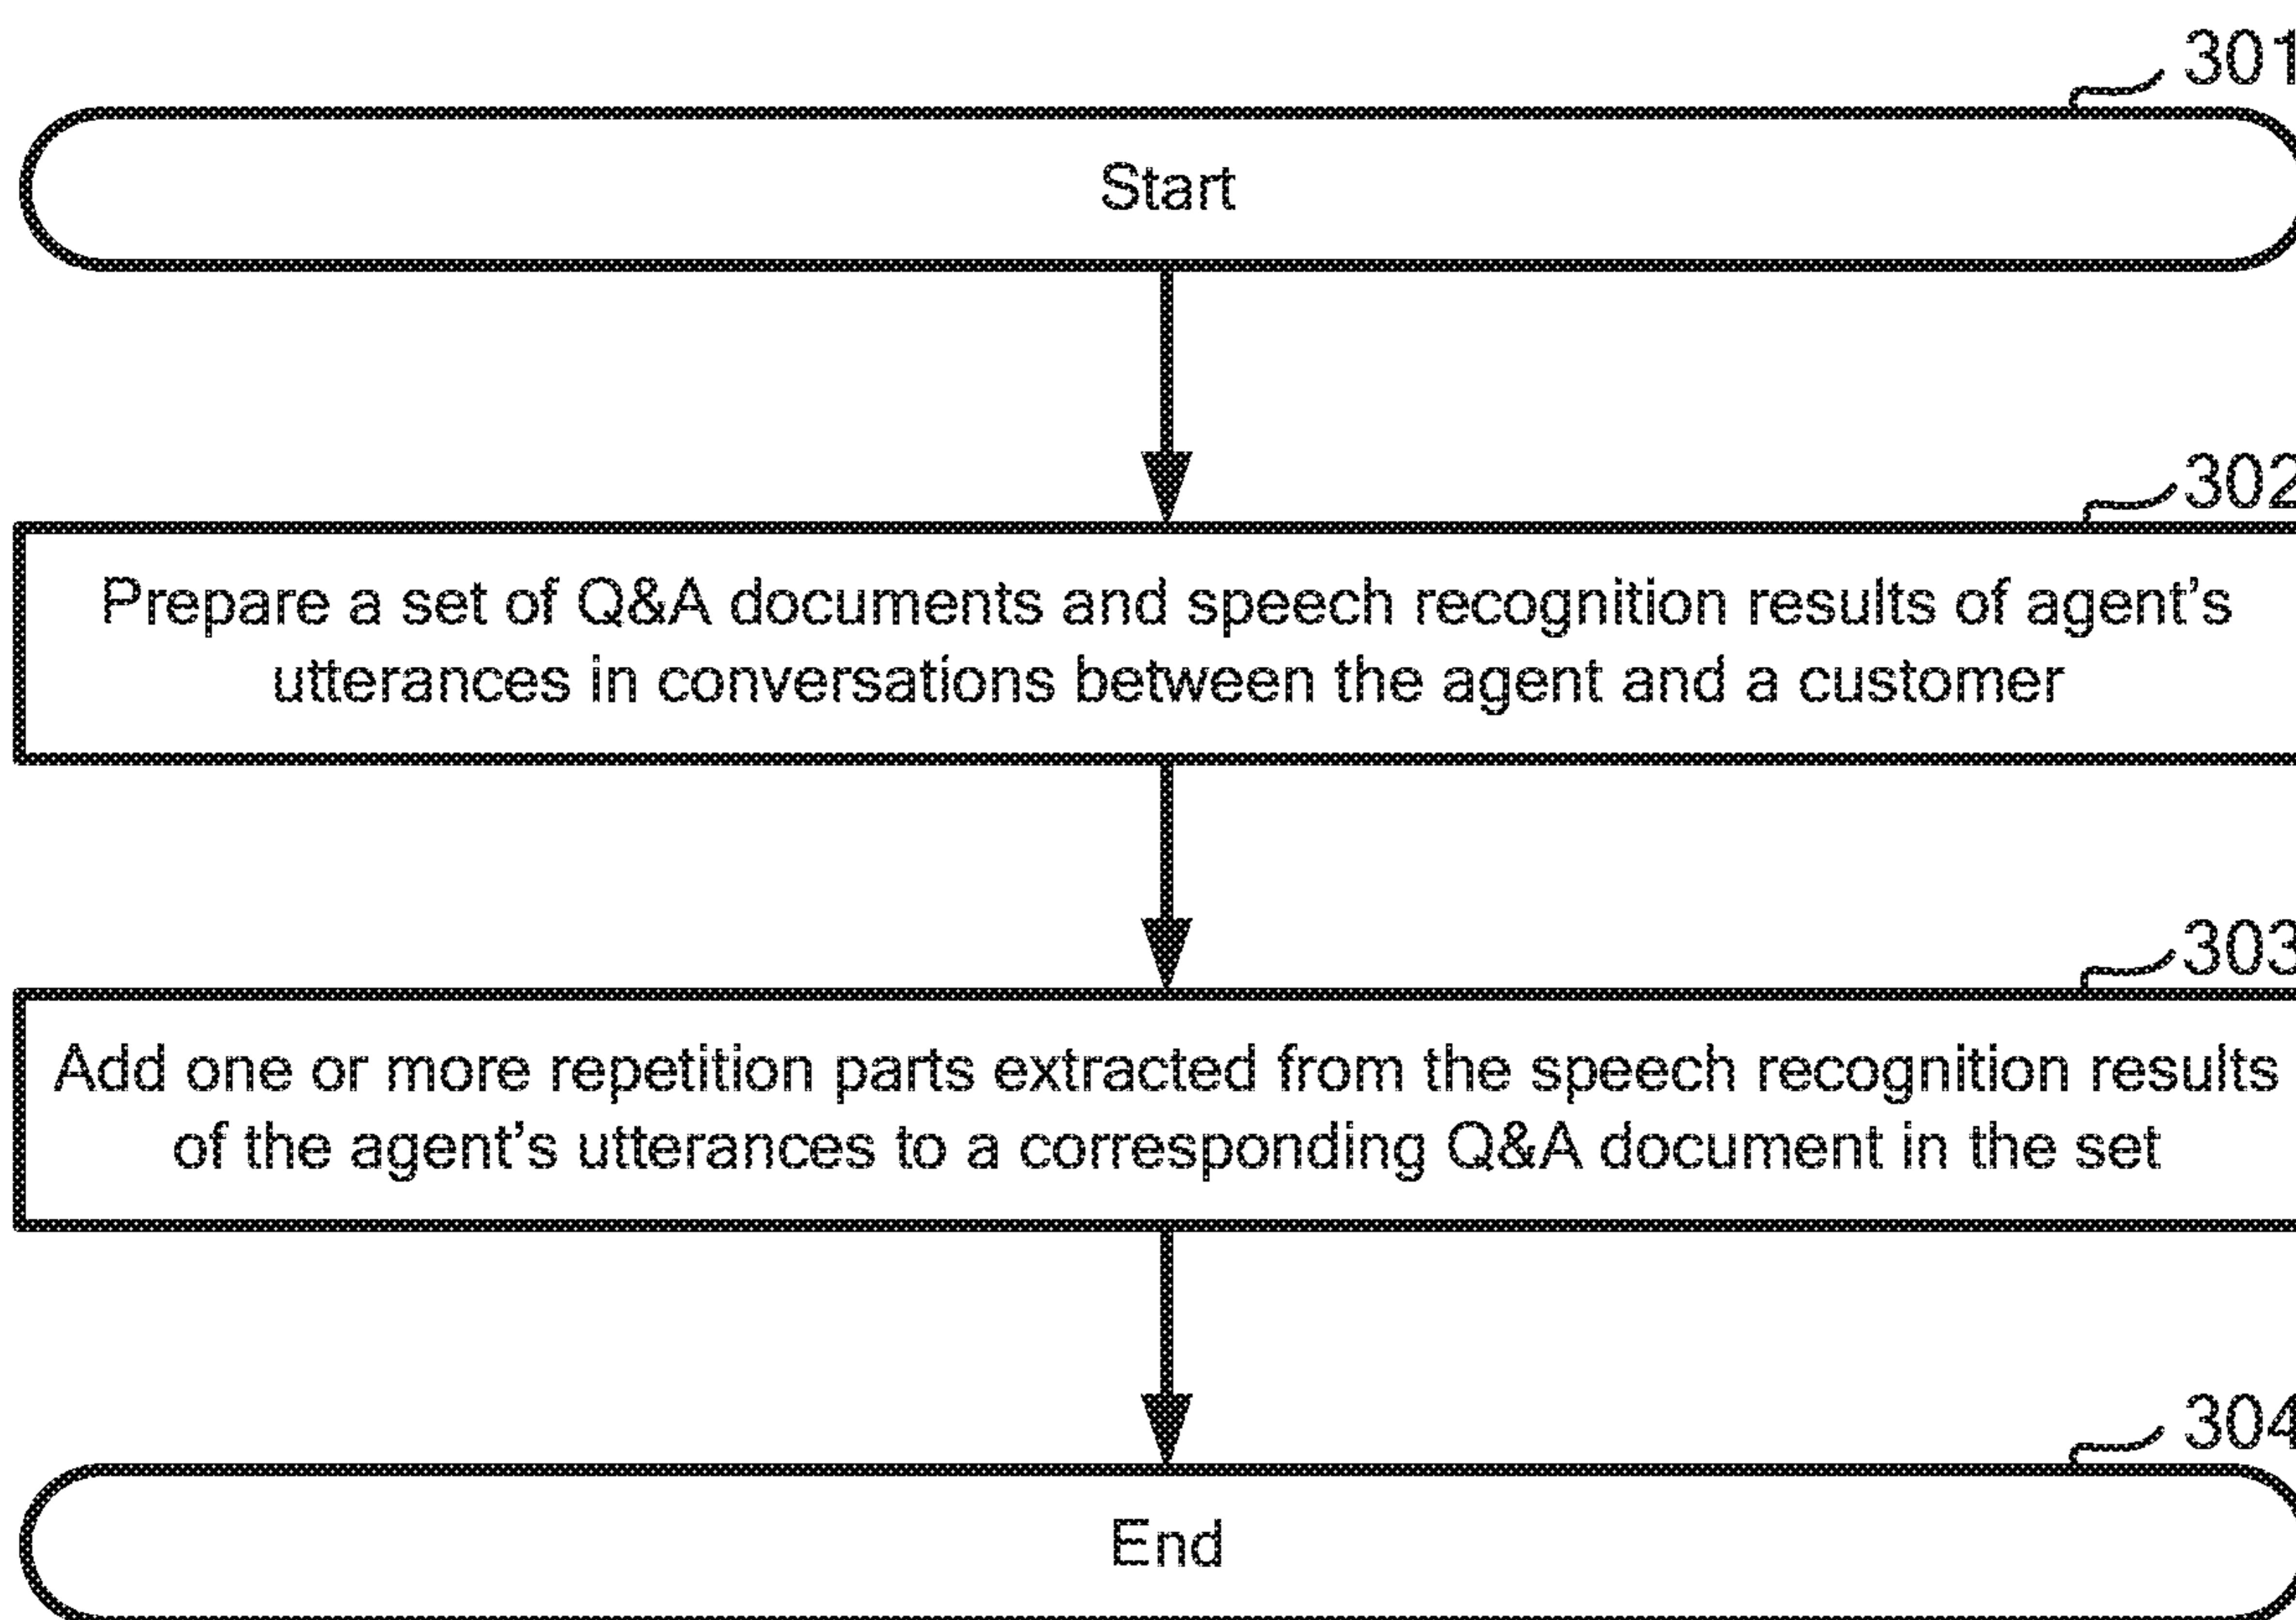 301
Start
302
Prepare a set of Q&A documents and speech recognition results of agent's
utterances in conversations between the agent and a customer
303
Add one or more repetition parts extracted from the speech recognition results
of the agent's utterances to a corresponding Q&A document in the set
304
End